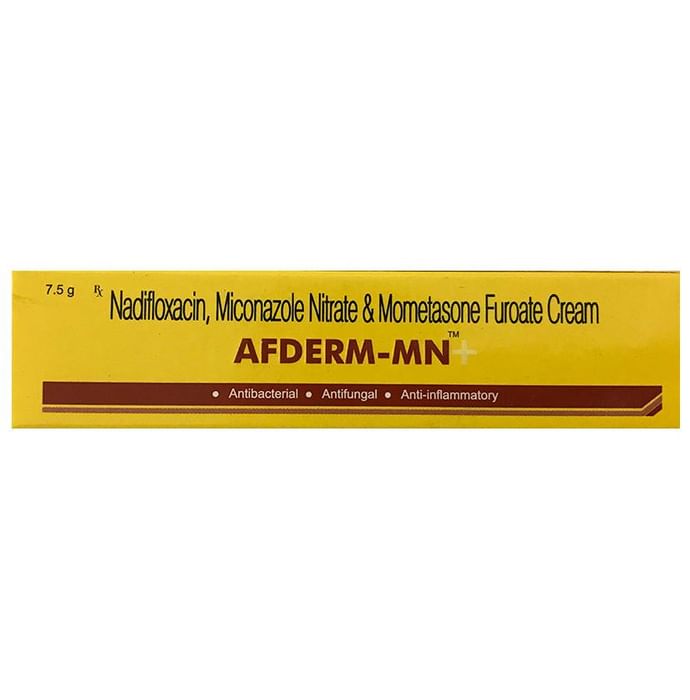 7.5 g ℞ Nadifloxacin, Miconazole Nitrate & Mometasone Furoate Cream
AFDERM-MN™+
• Antibacterial • Antifungal • Anti-inflammatory